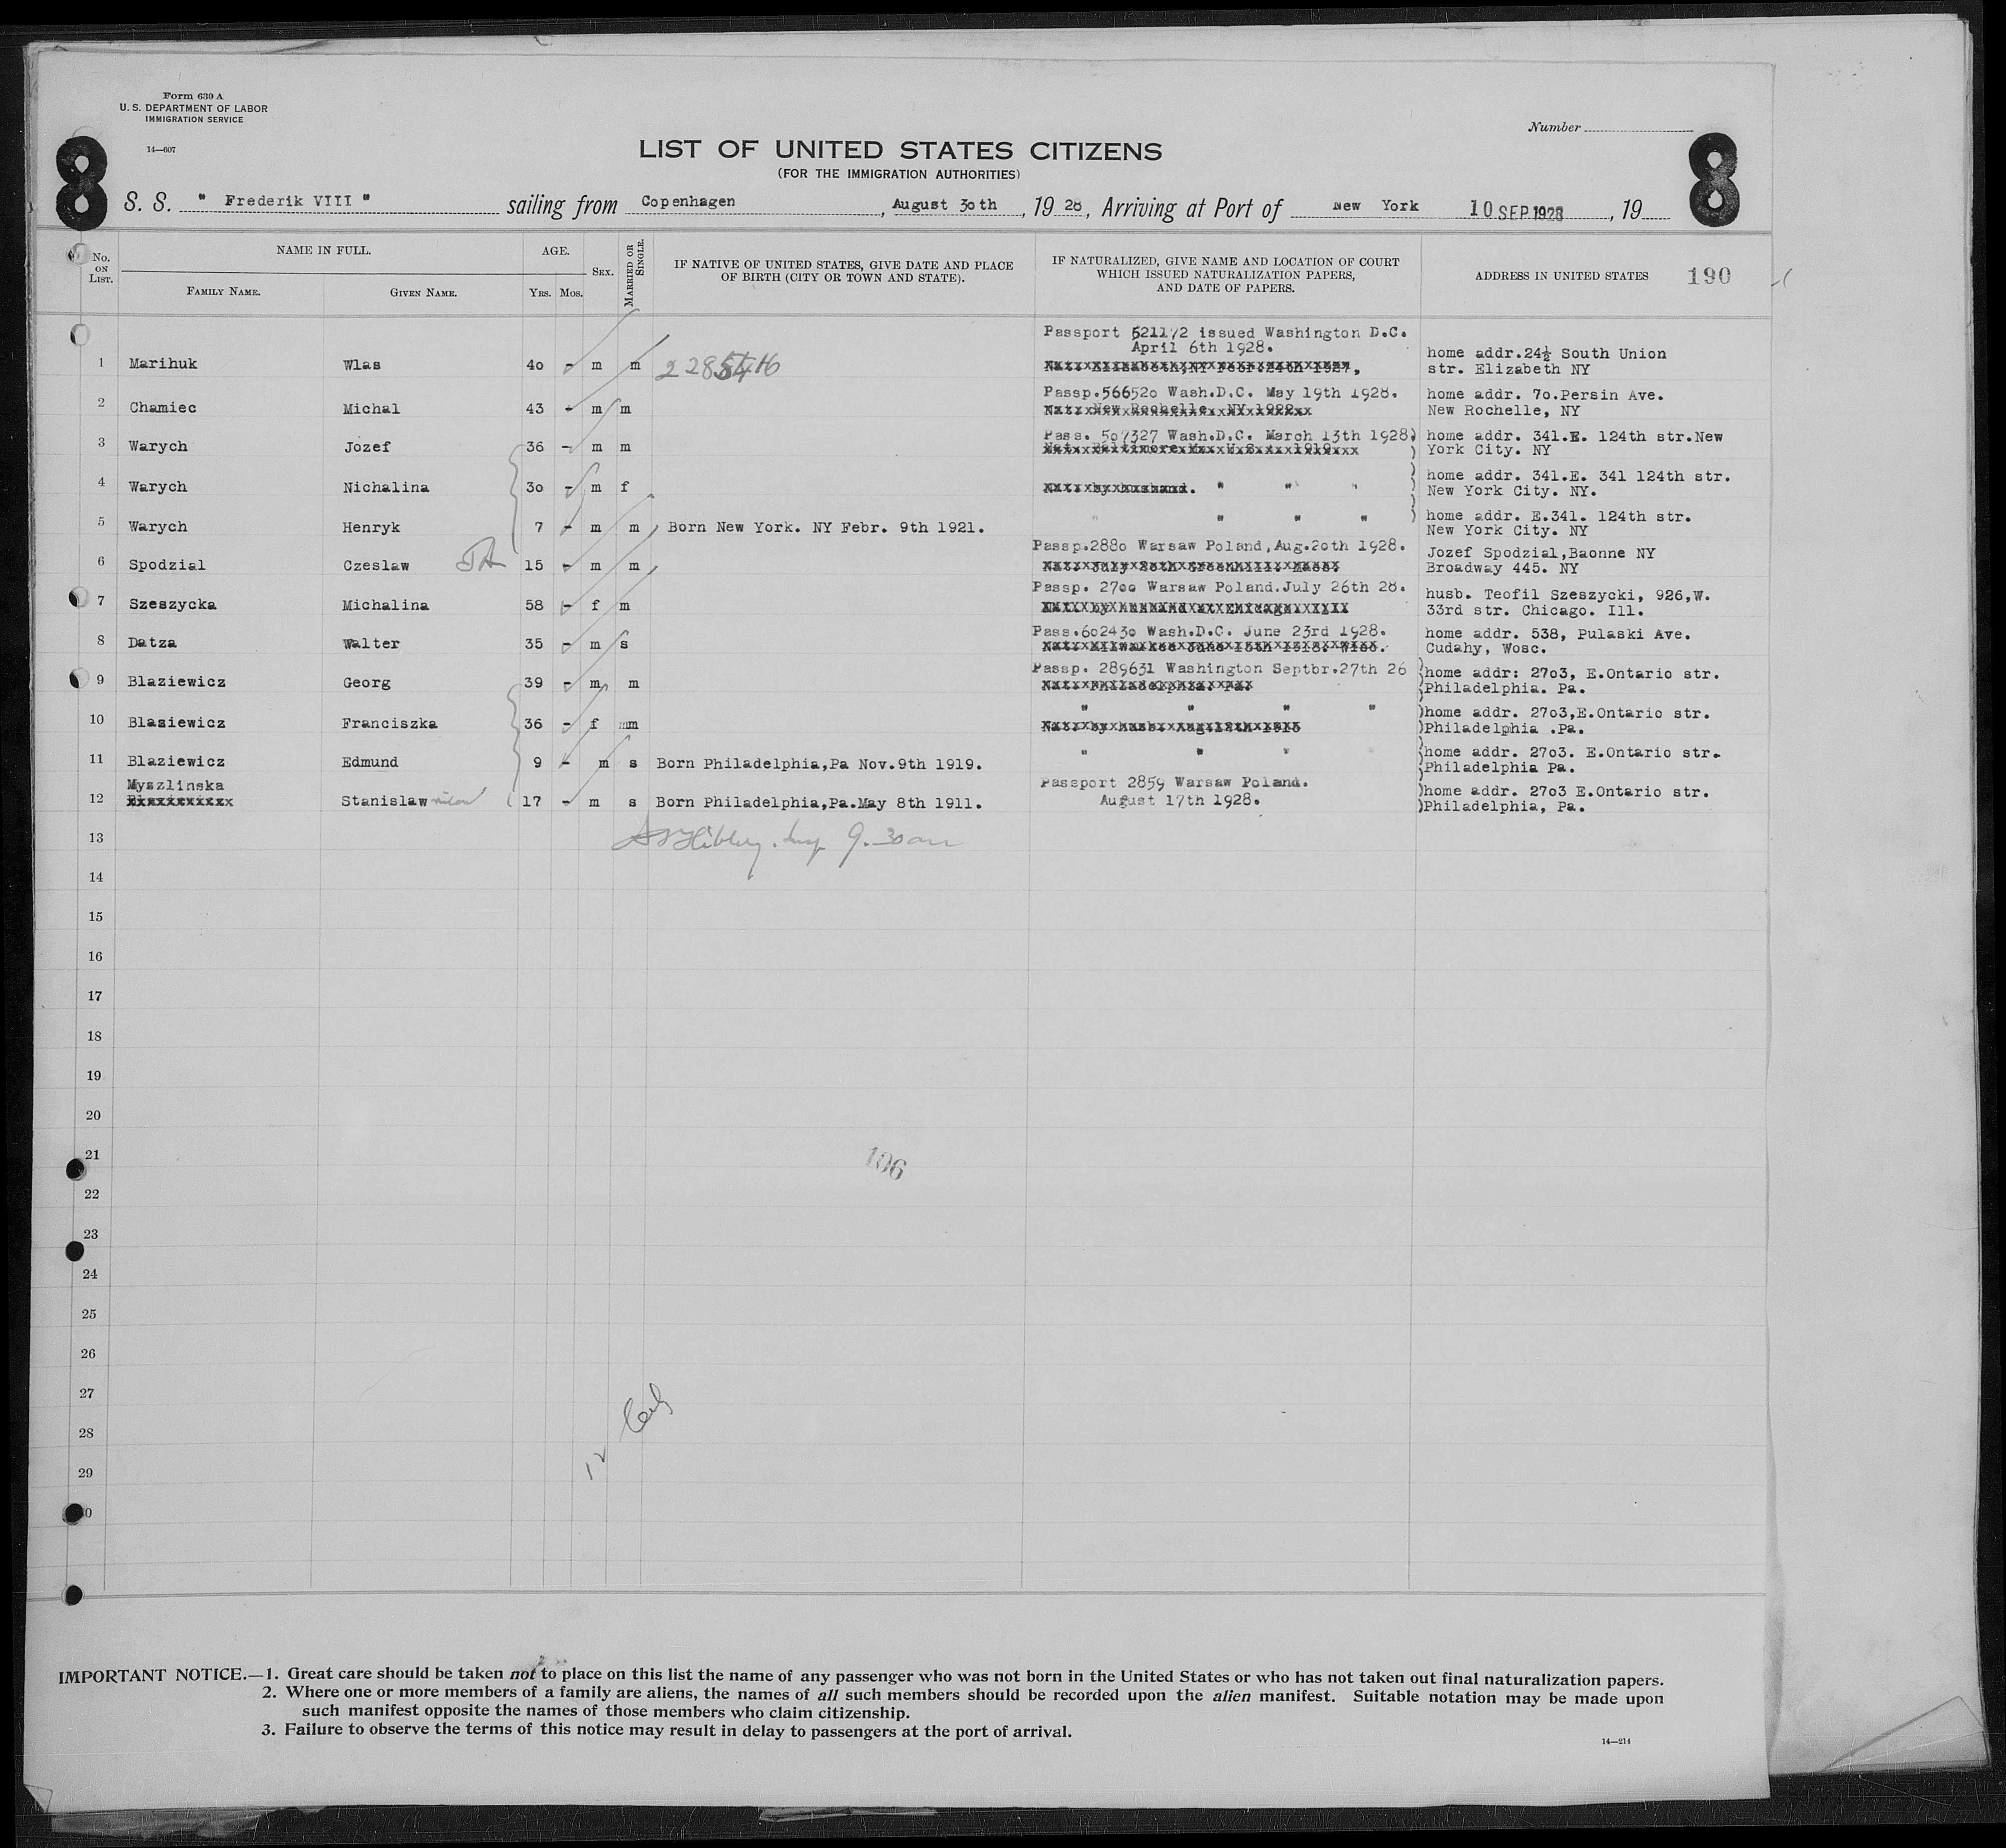 Form 630 A
U. S. DEPARTMENT OF LABOR
IMMIGRATION SERVICE
14—607
Number
8
8
LIST OF UNITED STATES CITIZENS
(FOR THE IMMIGRATION AUTHORITIES)
S. S. " Frederik VIII " sailing from Copenhagen, August 30th, 19 28, Arriving at Port of New York 10 SEP 1928, 19
No. ON LIST.
NAME IN FULL.
FAMILY NAME.
GIVEN NAME.
AGE.
YRS. MOS.
SEX.
MARRIED OR SINGLE.
IF NATIVE OF UNITED STATES, GIVE DATE AND PLACE
OF BIRTH (CITY OR TOWN AND STATE).
IF NATURALIZED, GIVE NAME AND LOCATION OF COURT
WHICH ISSUED NATURALIZATION PAPERS,
AND DATE OF PAPERS.
ADDRESS IN UNITED STATES
190
Passport 621172 issued Washington D.C.
April 6th 1928.
1 Marihuk Wlas 40 - m m home addr.24½ South Union
str. Elizabeth NY
Passp.566520 Wash.D.C. May 19th 1928.
2 Chamiec Michal 43 - m m home addr. 70.Persin Ave.
New Rochelle, NY
Pass. 507327 Wash.D.C. March 13th 1928)
3 Warych Jozef 36 - m m home addr. 341.E. 124th str.New
York City. NY
4 Warych Nichalina 30 - m f " " " home addr. 341.E. 341 124th str.
New York City. NY.
5 Warych Henryk 7 - m m Born New York. NY Febr. 9th 1921. " " " " home addr. E.341. 124th str.
New York City. NY
Passp.2880 Warsaw Poland,Aug.20th 1928.
6 Spodzial Czeslaw 15 - m m Jozef Spodzial,Baonne NY
Broadway 445. NY
Passp. 2700 Warsaw Poland.July 26th 28.
7 Szeszycka Michalina 58 - f m husb. Teofil Szeszycki, 926,W.
33rd str. Chicago. Ill.
Pass.602430 Wash.D.C. June 23rd 1928.
8 Datza Walter 35 - m s home addr. 538, Pulaski Ave.
Cudahy, Wosc.
Passp. 289631 Washington Septbr.27th 26
9 Blaziewicz Georg 39 - m m home addr: 2703, E.Ontario str.
Philadelphia. Pa.
10 Blasiewicz Franciszka 36 - f m " " " " )home addr. 2703,E.Ontario str.
)Philadelphia .Pa.
11 Blaziewicz Edmund 9 - m s Born Philadelphia,Pa Nov.9th 1919. " " " home addr. 2703. E.Ontario str.
Philadelphia Pa.
Myszlinska
Passport 2859 Warsaw Poland.
12 Stanislaw 17 - m s Born Philadelphia,Pa.May 8th 1911. August 17th 1928. )home addr. 2703 E.Ontario str.
)Philadelphia, Pa.
9.30am
13
14
15
16
17
18
19
20
21
106
22
23
24
25
26
27
28
12
29
0
IMPORTANT NOTICE.—1. Great care should be taken not to place on this list the name of any passenger who was not born in the United States or who has not taken out final naturalization papers.
2. Where one or more members of a family are aliens, the names of all such members should be recorded upon the alien manifest. Suitable notation may be made upon
such manifest opposite the names of those members who claim citizenship.
3. Failure to observe the terms of this notice may result in delay to passengers at the port of arrival.
14—214